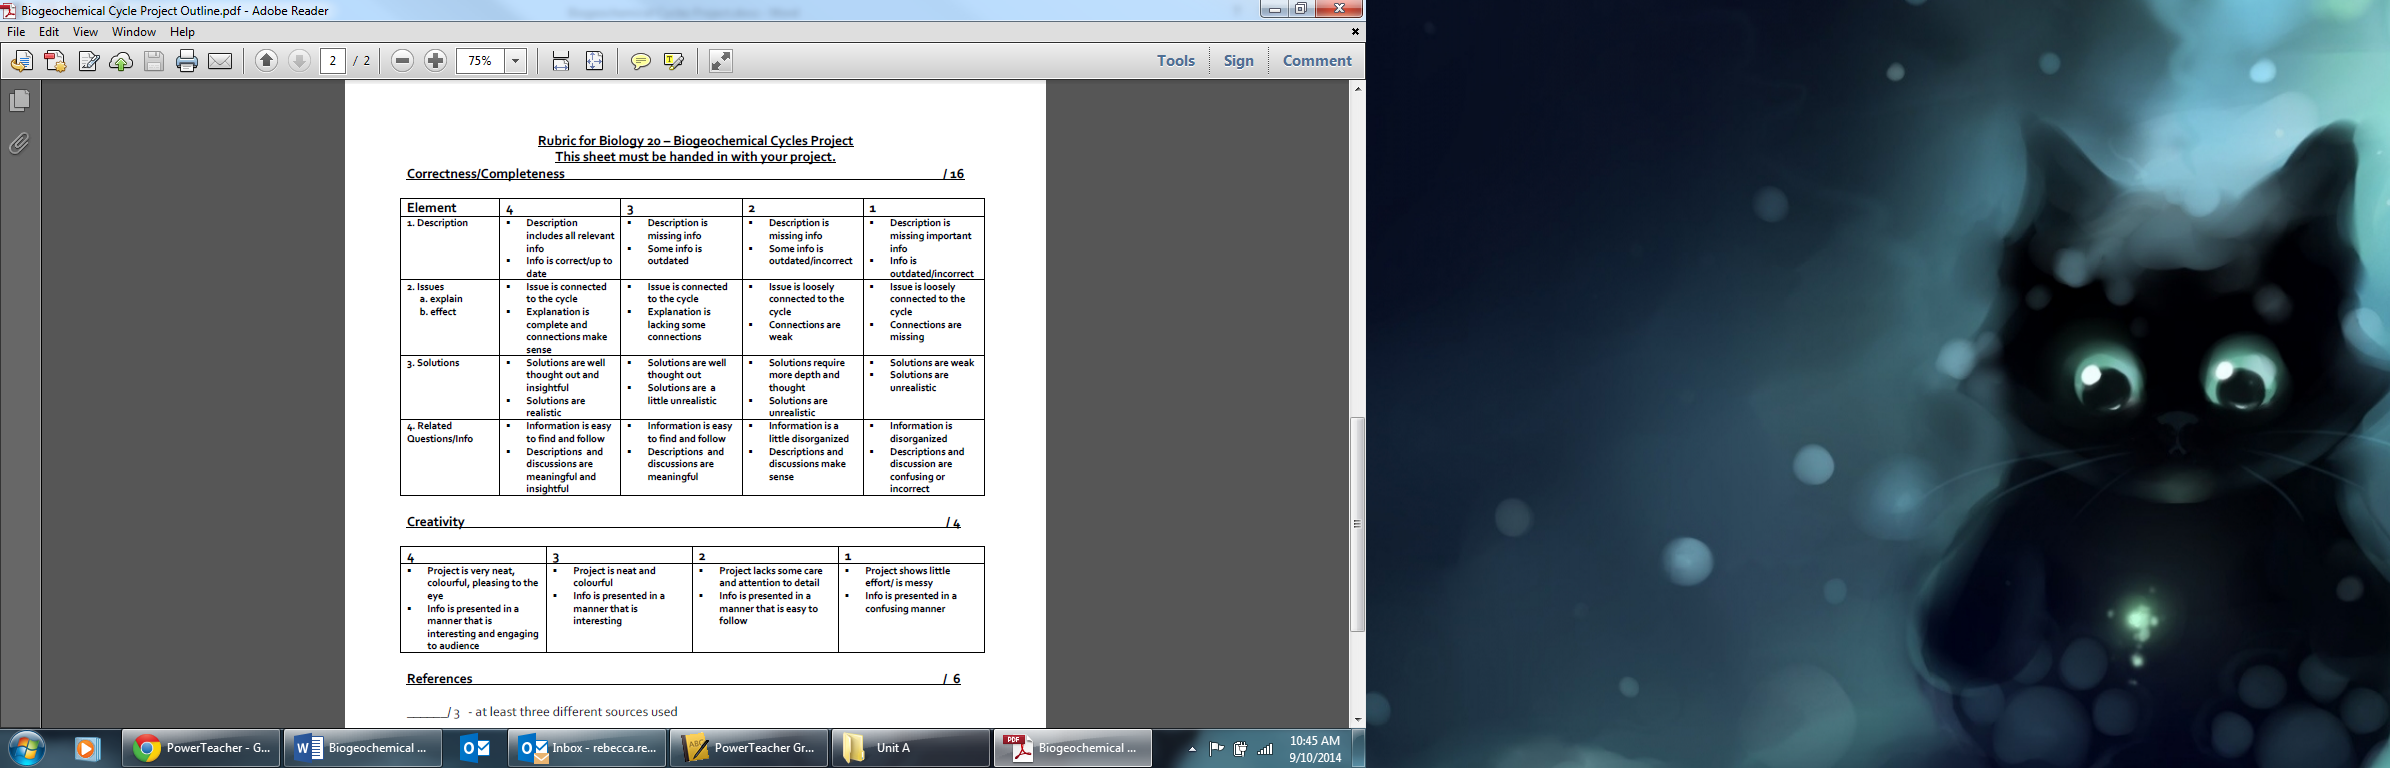 Biogeochemical Cycle Project Outline.pdf - Adobe Reader
File Edit View Window Help
2 / 2 75% Tools Sign Comment
Rubric for Biology 20 – Biogeochemical Cycles Project
This sheet must be handed in with your project.
Correctness/Completeness / 16
Element 4 3 2 1
1. Description
▪ Description
includes all relevant
info
▪ Info is correct/up to
date
▪ Description is
missing info
▪ Some info is
outdated
▪ Description is
missing info
▪ Some info is
outdated/incorrect
▪ Description is
missing important
info
▪ Info is
outdated/incorrect
2. Issues
a. explain
b. effect
▪ Issue is connected
to the cycle
▪ Explanation is
complete and
connections make
sense
▪ Issue is connected
to the cycle
▪ Explanation is
lacking some
connections
▪ Issue is loosely
connected to the
cycle
▪ Connections are
weak
▪ Issue is loosely
connected to the
cycle
▪ Connections are
missing
3. Solutions
▪ Solutions are well
thought out and
insightful
▪ Solutions are
realistic
▪ Solutions are well
thought out
▪ Solutions are a
little unrealistic
▪ Solutions require
more depth and
thought
▪ Solutions are
unrealistic
▪ Solutions are weak
▪ Solutions are
unrealistic
4. Related
Questions/Info
▪ Information is easy
to find and follow
▪ Descriptions and
discussions are
meaningful and
insightful
▪ Information is easy
to find and follow
▪ Descriptions and
discussions are
meaningful
▪ Information is a
little disorganized
▪ Descriptions and
discussions make
sense
▪ Information is
disorganized
▪ Descriptions and
discussion are
confusing or
incorrect
Creativity / 4
4 3 2 1
▪ Project is very neat,
colourful, pleasing to the
eye
▪ Info is presented in a
manner that is
interesting and engaging
to audience
▪ Project is neat and
colourful
▪ Info is presented in a
manner that is
interesting
▪ Project lacks some care
and attention to detail
▪ Info is presented in a
manner that is easy to
follow
▪ Project shows little
effort/ is messy
▪ Info is presented in a
confusing manner
References / 6
______/ 3 - at least three different sources used
PowerTeacher - G... Biogeochemical ... Inbox - rebecca.re... PowerTeacher Gr... Unit A Biogeochemical ... 10:45 AM
9/10/2014